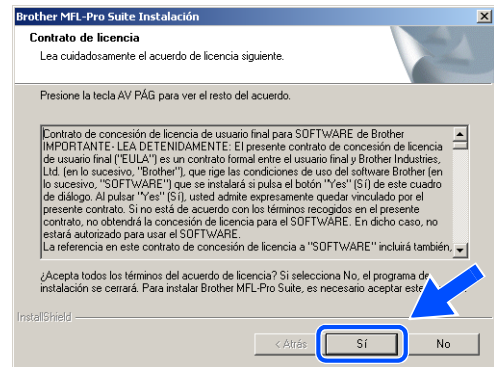 Brother MFL-Pro Suite Instalación
Contrato de licencia
Lea cuidadosamente el acuerdo de licencia siguiente.
Presione la tecla AV PÁG para ver el resto del acuerdo.
Contrato de concesión de licencia de usuario final para SOFTWARE de Brother
IMPORTANTE- LEA DETENIDAMENTE: El presente contrato de concesión de licencia
de usuario final ("EULA") es un contrato formal entre el usuario final y Brother Industries,
Ltd. (en lo sucesivo, "Brother"), que rige las condiciones de uso del software Brother (en
lo sucesivo, "SOFTWARE") que se instalará si pulsa el botón "Yes" (Sí) de este cuadro
de diálogo. Al pulsar "Yes" (Sí), usted admite expresamente quedar vinculado por el
presente contrato. Si no está de acuerdo con los términos recogidos en el presente
contrato, no obtendrá la concesión de licencia para el SOFTWARE. En dicho caso, no
estará autorizado para usar el SOFTWARE.
La referencia en este contrato de concesión de licencia a "SOFTWARE" incluirá también,
¿Acepta todos los términos del acuerdo de licencia? Si selecciona No, el programa de
instalación se cerrará. Para instalar Brother MFL-Pro Suite, es necesario aceptar este
InstallShield
< Atrás
Sí
No